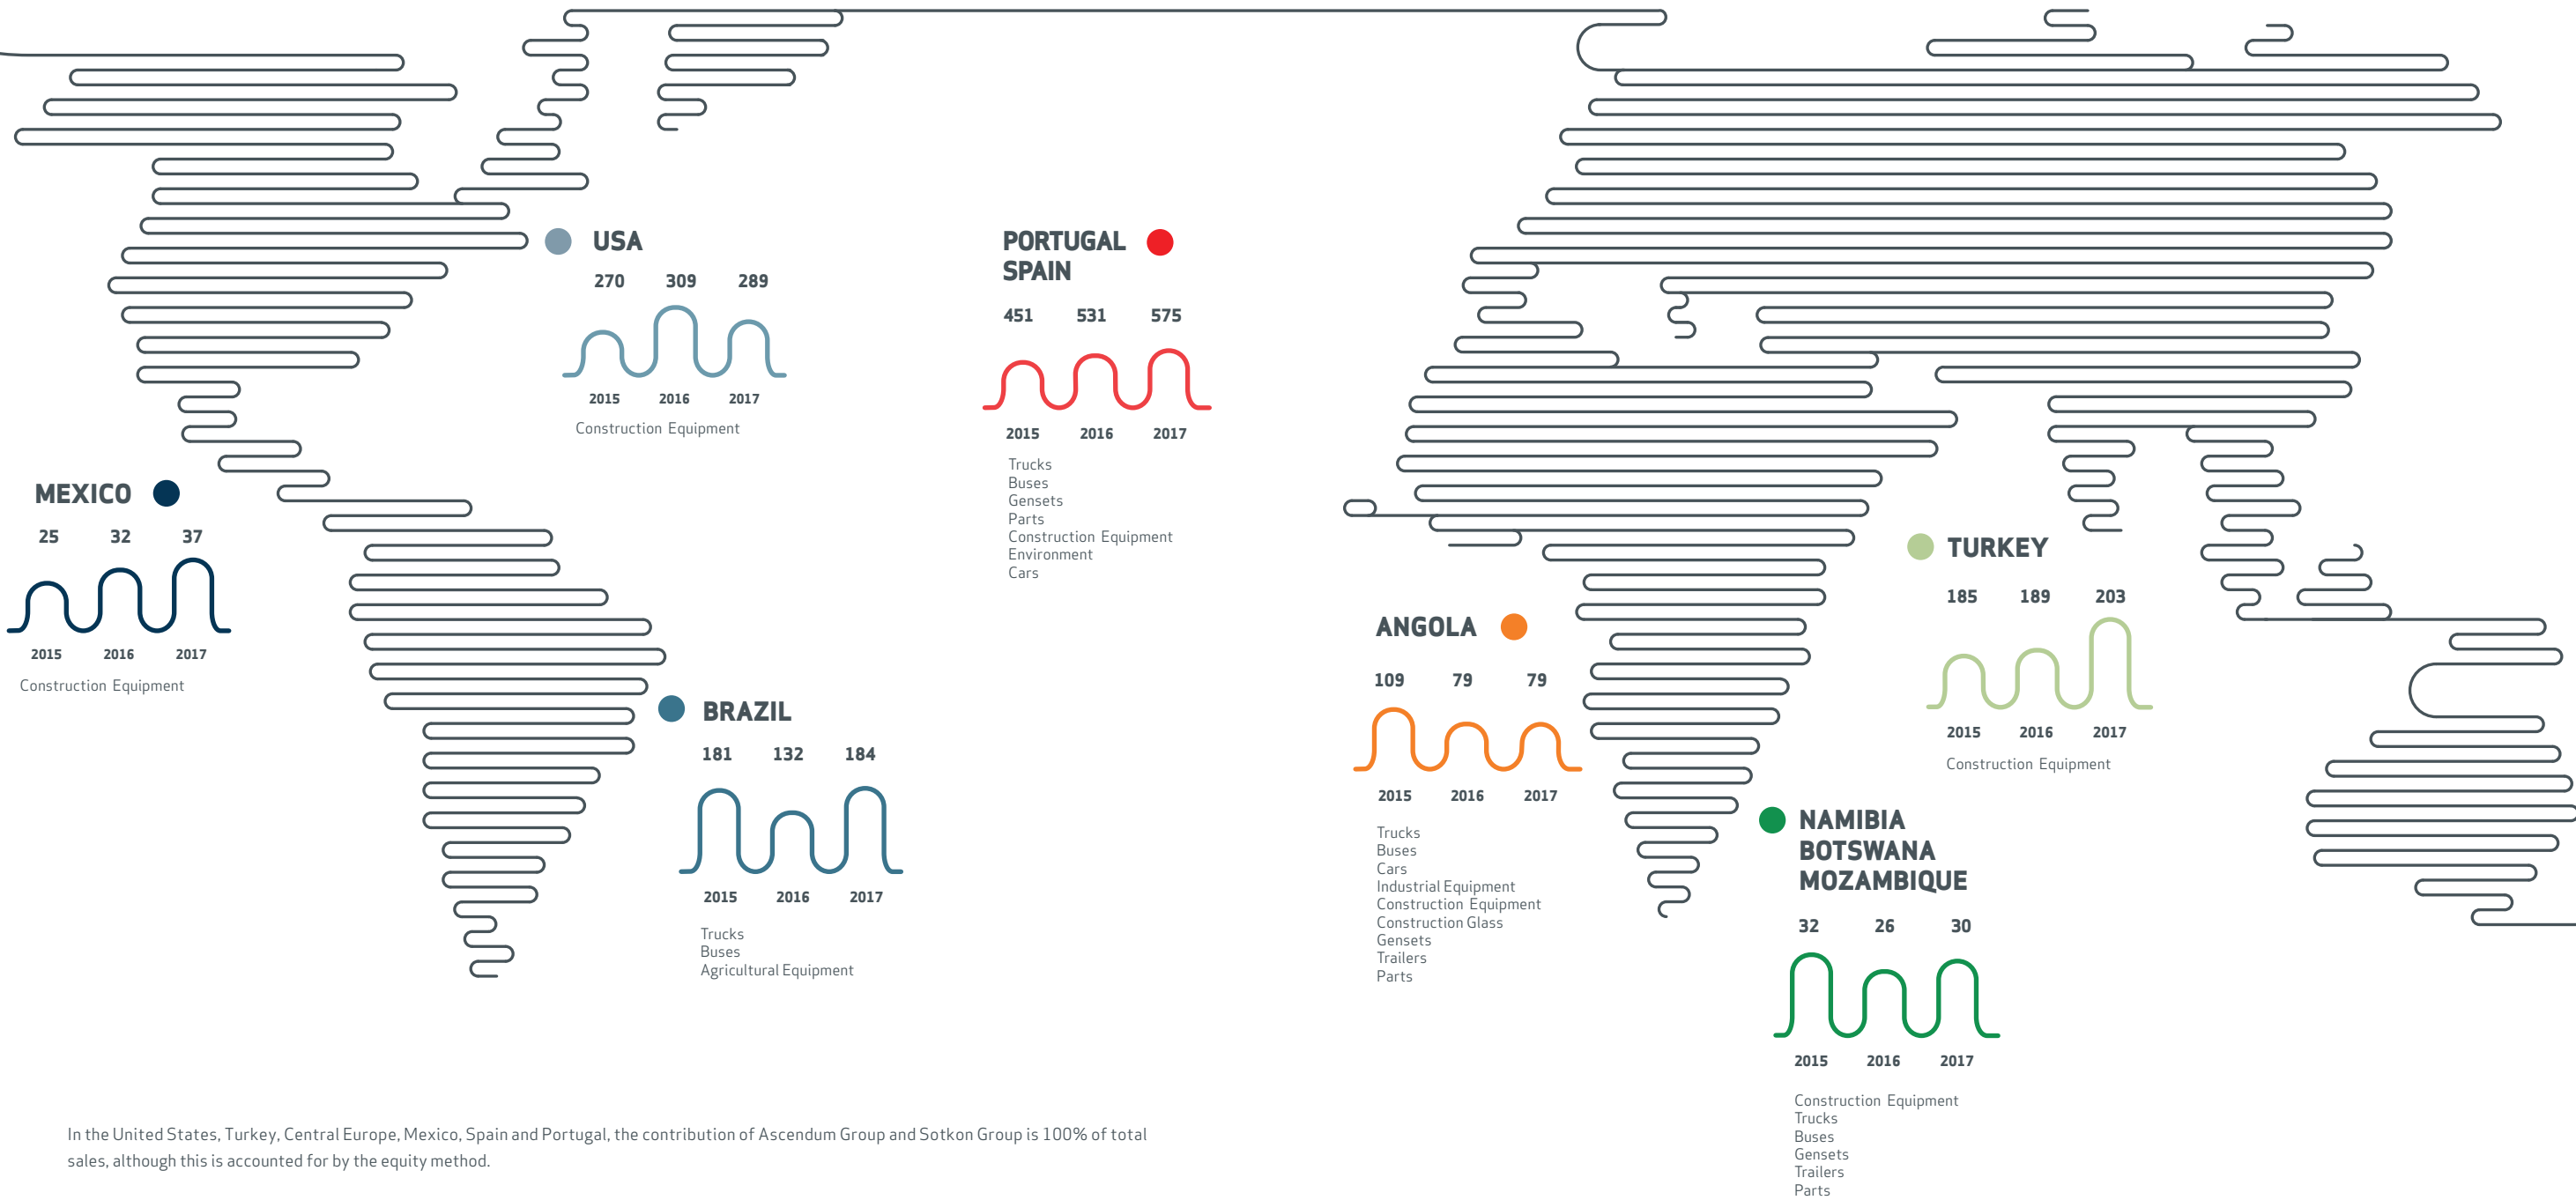 USA
270 309 289
2015 2016 2017
Construction Equipment
PORTUGAL
SPAIN
451 531 575
2015 2016 2017
Trucks
Buses
Gensets
Parts
Construction Equipment
Environment
Cars
MEXICO
25 32 37
2015 2016 2017
Construction Equipment
BRAZIL
181 132 184
2015 2016 2017
Trucks
Buses
Agricultural Equipment
ANGOLA
109 79 79
2015 2016 2017
Trucks
Buses
Cars
Industrial Equipment
Construction Equipment
Construction Glass
Gensets
Trailers
Parts
TURKEY
185 189 203
2015 2016 2017
Construction Equipment
NAMIBIA
BOTSWANA
MOZAMBIQUE
32 26 30
2015 2016 2017
Construction Equipment
Trucks
Buses
Gensets
Trailers
Parts
In the United States, Turkey, Central Europe, Mexico, Spain and Portugal, the contribution of Ascendum Group and Sotkon Group is 100% of total
sales, although this is accounted for by the equity method.